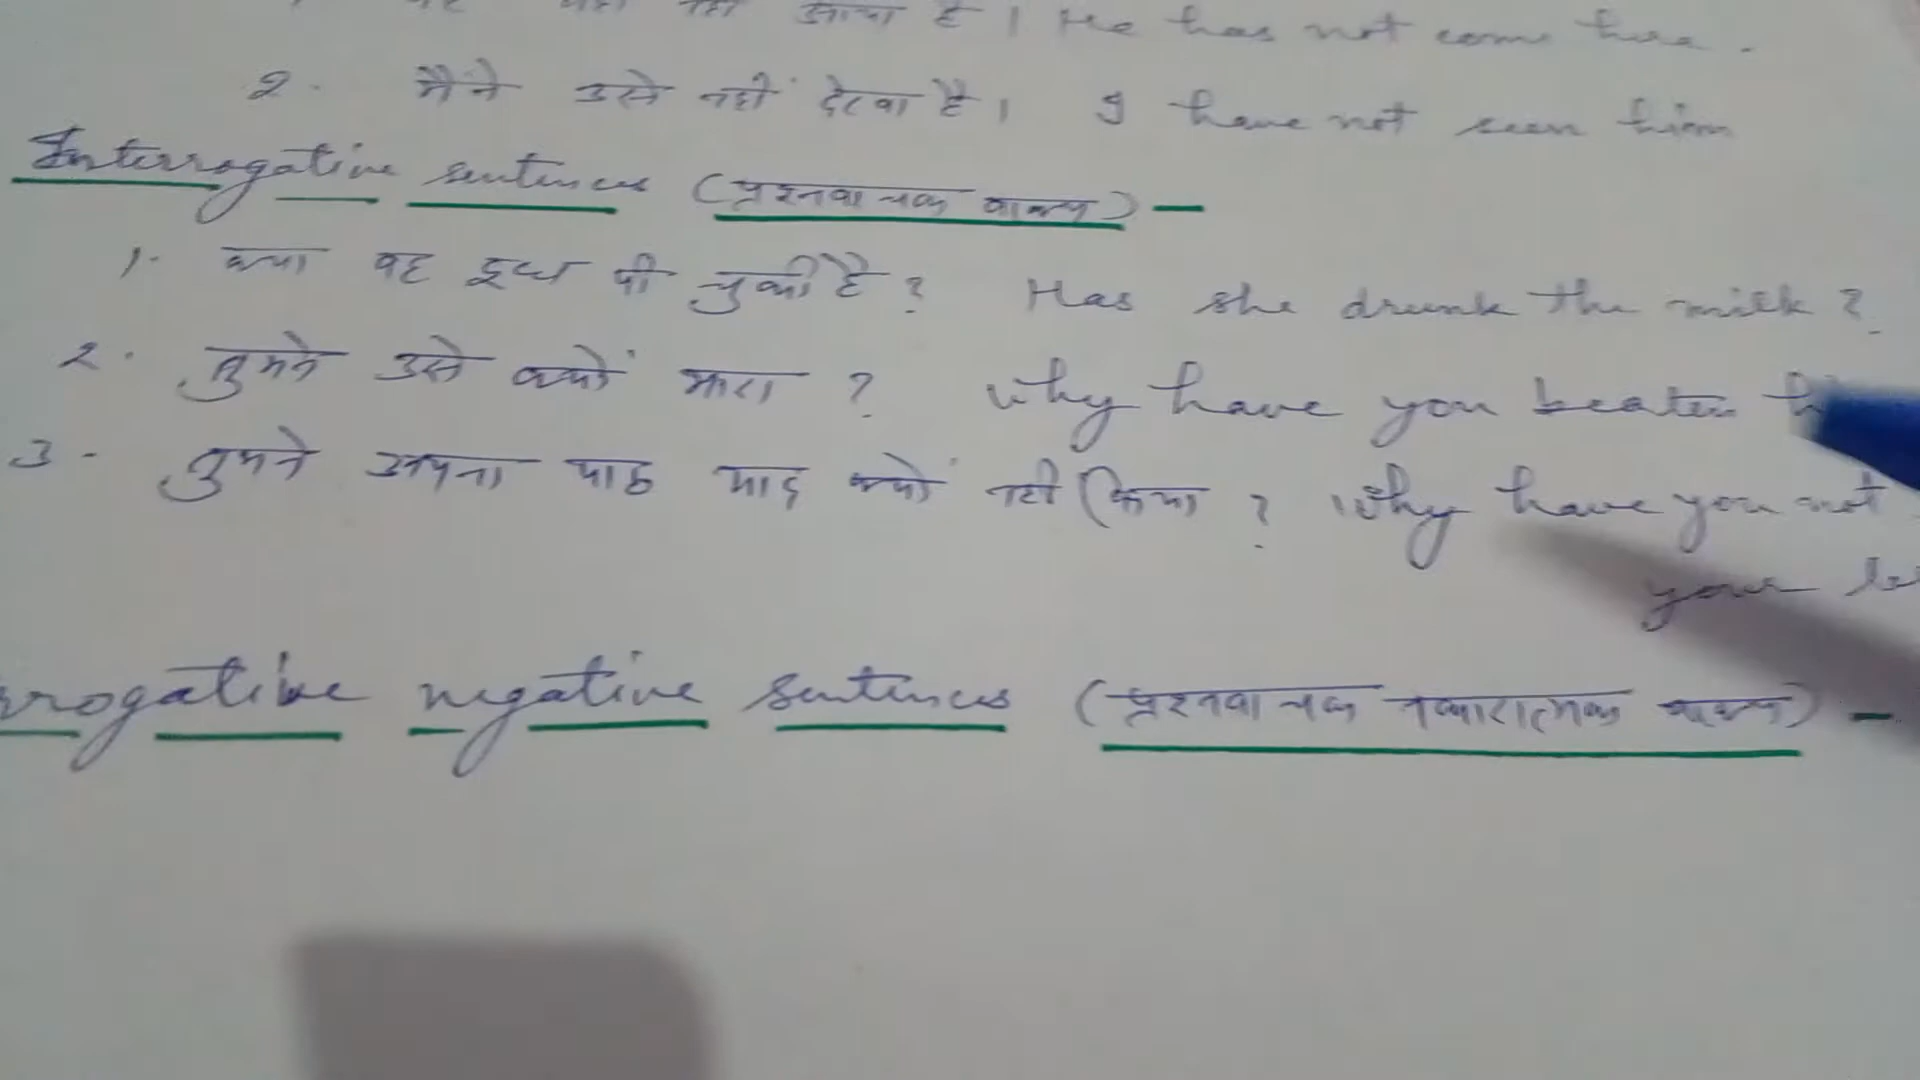 नहीं आया है । He has not come here .
2. मैंने उसे नहीं देखा है । I have not seen him
Interrogative sentences (प्रश्नवाचक वाक्य) -
1. क्या वह दूध पी चुकी है ? Has she drunk the milk ?
2. तुमने उसे क्यों मारा ? Why have you beaten
3 - तुमने अपना पाठ याद क्यों नहीं किया ? Why have you not
your
rrogative negative sentences (प्रश्नवाचक नकारात्मक वाक्य) -